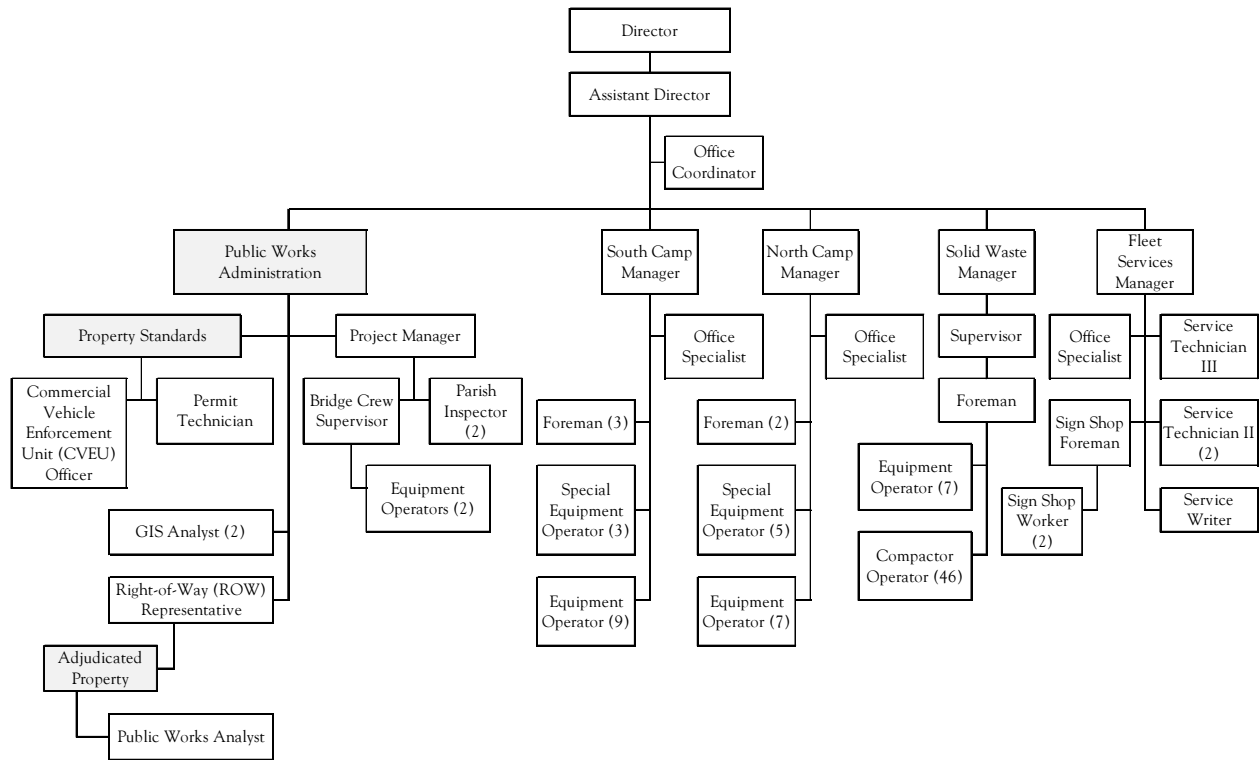 Director
Assistant Director
Office
Coordinator
Public Works
Administration
South Camp
Manager
North Camp
Manager
Solid Waste
Manager
Fleet
Services
Manager
Property Standards
Project Manager
Office
Specialist
Office
Specialist
Supervisor
Office
Specialist
Service
Technician
III
Commercial
Vehicle
Enforcement
Unit (CVEU)
Officer
Permit
Technician
Bridge Crew
Supervisor
Parish
Inspector
(2)
Foreman (3)
Foreman (2)
Foreman
Sign Shop
Foreman
Service
Technician II
(2)
Equipment
Operators (2)
Special
Equipment
Operator (3)
Special
Equipment
Operator (5)
Equipment
Operator (7)
Sign Shop
Worker
(2)
Service
Writer
GIS Analyst (2)
Compactor
Operator (46)
Right-of-Way (ROW)
Representative
Equipment
Operator (9)
Equipment
Operator (7)
Adjudicated
Property
Public Works Analyst